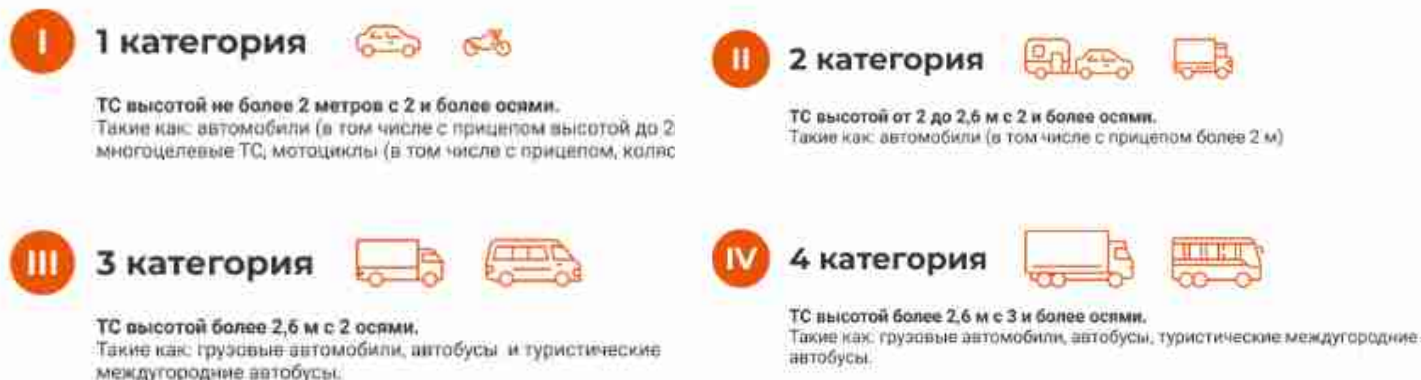 I 1 категория
ТС высотой не более 2 метров с 2 и более осями.
Такие как: автомобили (в том числе с прицепом высотой до 2
многоцелевые ТС, мотоциклы (в том числе с прицепом, коляс
II 2 категория
ТС высотой от 2 до 2,6 м с 2 и более осями.
Такие как: автомобили (в том числе с прицепом более 2 м)
III 3 категория
ТС высотой более 2,6 м с 2 осями.
Такие как: грузовые автомобили, автобусы и туристические
междугородние автобусы.
IV 4 категория
ТС высотой более 2,6 м с 3 и более осями.
Такие как: грузовые автомобили, автобусы, туристические междугородние
автобусы.